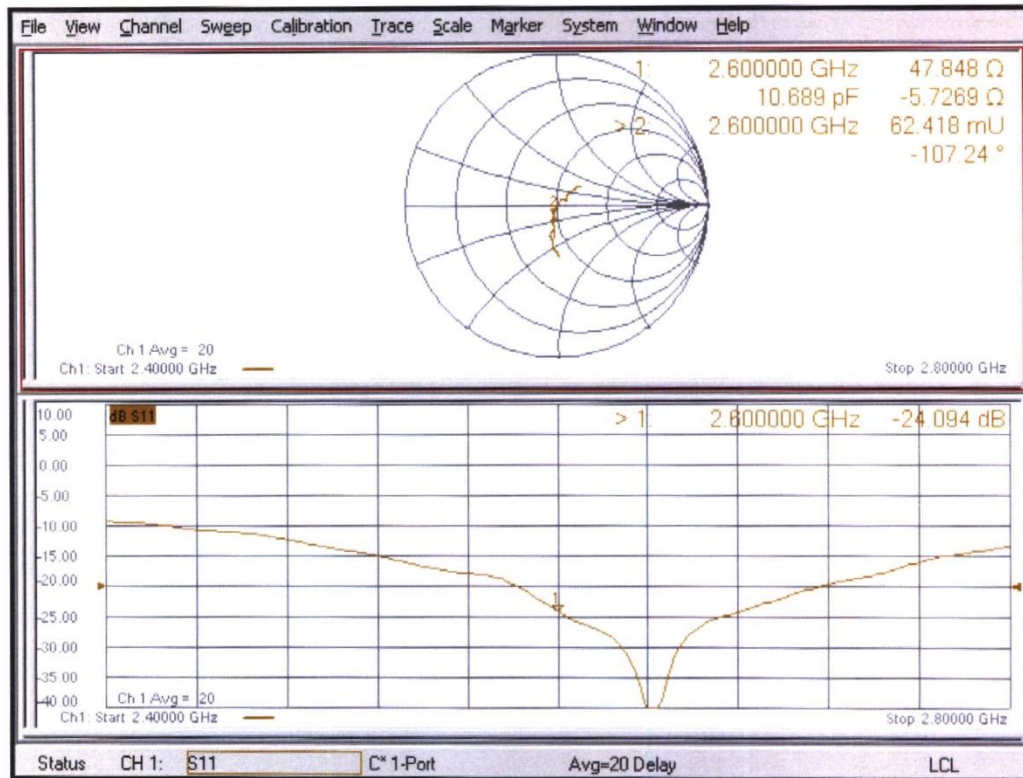 File View Channel Sweep Calibration Trace Scale Marker System Window Help
1: 2.600000 GHz 47.848 Ω
10.689 pF -5.7269 Ω
> 2: 2.600000 GHz 62.418 mU
-107.24 °
Ch 1 Avg = 20
Ch1: Start 2.40000 GHz
Stop 2.80000 GHz
10.00
dB S11
> 1: 2.600000 GHz -24.094 dB
5.00
0.00
-5.00
-10.00
-15.00
-20.00
-25.00
1
-30.00
-35.00
-40.00
Ch 1 Avg = 20
Ch1: Start 2.40000 GHz
Stop 2.80000 GHz
Status CH 1: S11 C* 1-Port Avg=20 Delay LCL